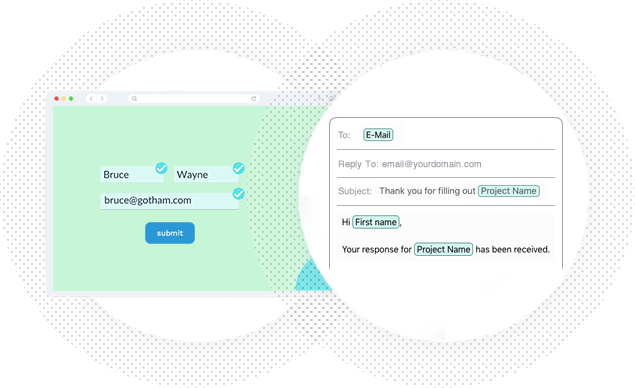 Bruce
Wayne
bruce@gotham.com
submit
To: E-Mail
Reply To: email@yourdomain.com
Subject: Thank you for filling out Project Name
Hi First name,
Your response for Project Name has been received.